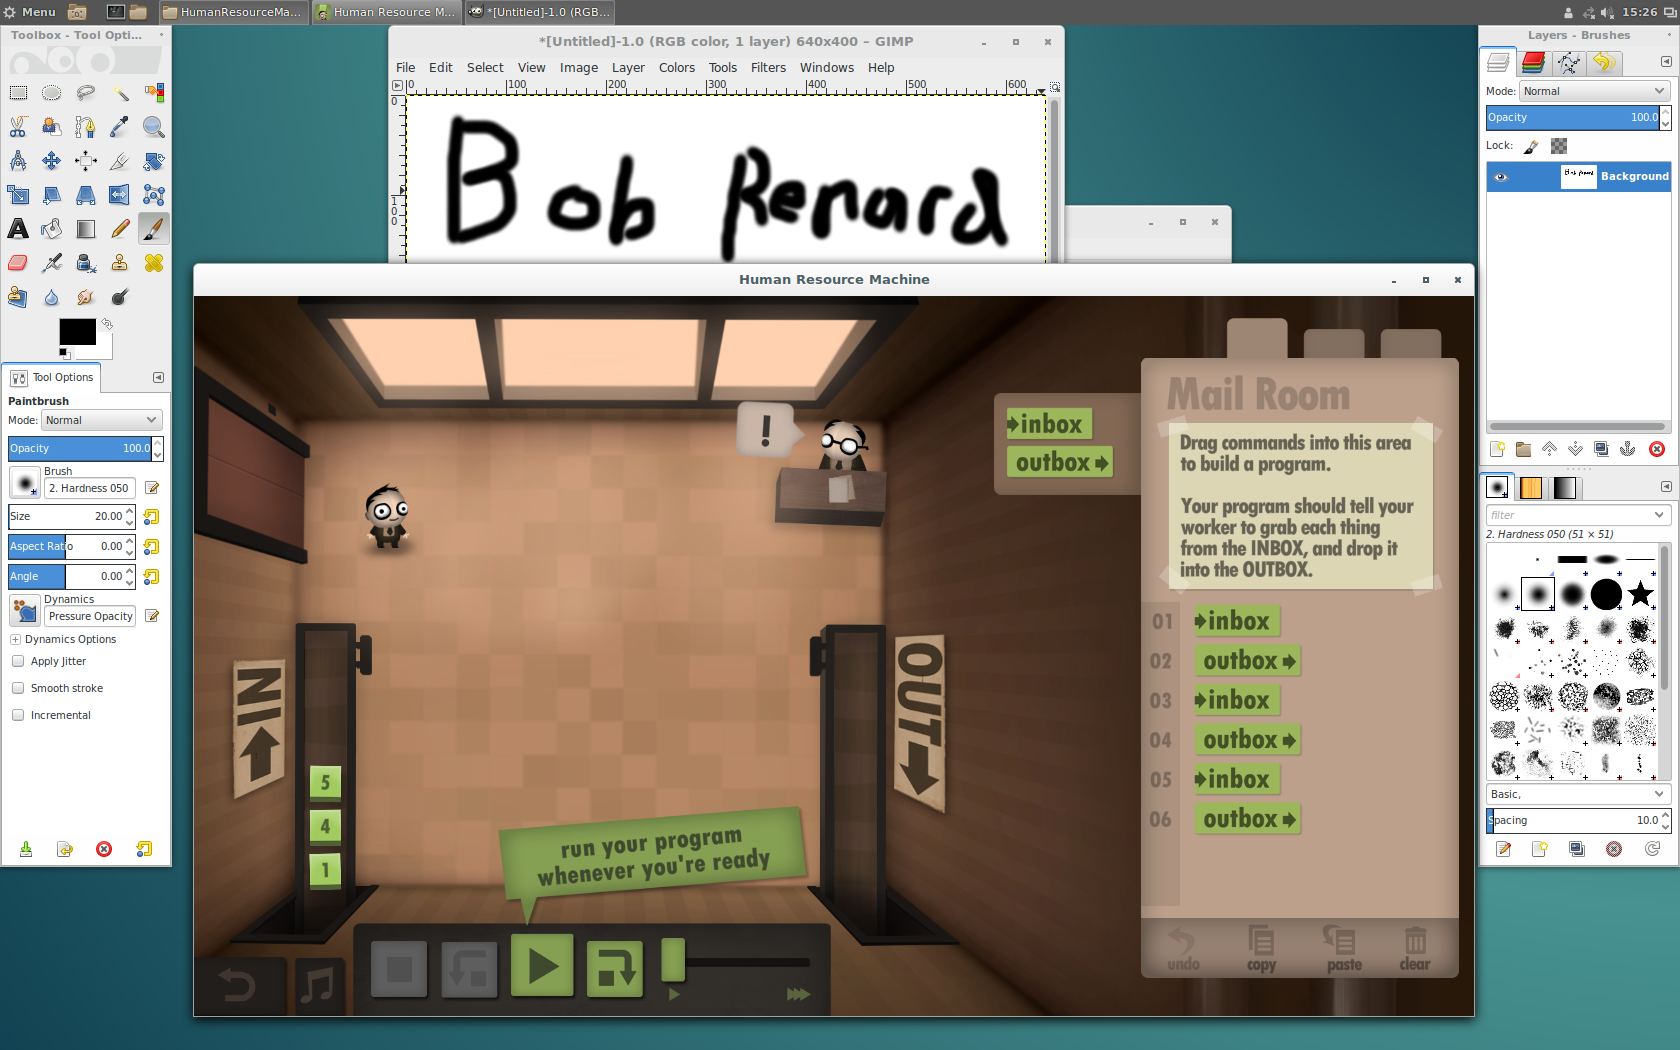 Menu
HumanResourceMa...
Human Resource M...
*[Untitled]-1.0 (RGB...
15:26
Toolbox - Tool Opti...
Tool Options
Paintbrush
Mode: Normal
Opacity 100.0
Brush
2. Hardness 050
Size 20.00
Aspect Ratio 0.00
Angle 0.00
Dynamics
Pressure Opacity
Dynamics Options
Apply Jitter
Smooth stroke
Incremental
*[Untitled]-1.0 (RGB color, 1 layer) 640x400 – GIMP
File Edit Select View Image Layer Colors Tools Filters Windows Help
0 100 200 300 400 500 600
0
100
Bob Renard
Human Resource Machine
!
IN
OUT
5
4
1
run your program
whenever you're ready
inbox
outbox
Mail Room
Drag commands into this area
to build a program.
Your program should tell your
worker to grab each thing
from the INBOX, and drop it
into the OUTBOX.
01 inbox
02 outbox
03 inbox
04 outbox
05 inbox
06 outbox
undo copy paste clear
Layers - Brushes
Mode: Normal
Opacity 100.0
Lock:
Background
filter
2. Hardness 050 (51 × 51)
Basic,
Spacing 10.0